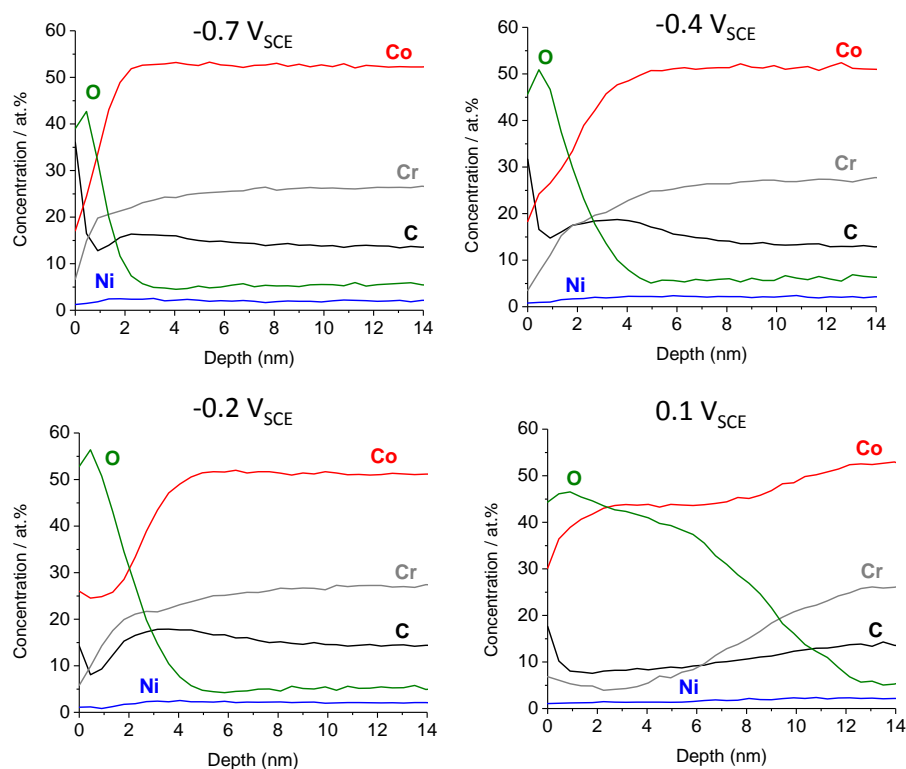 -0.7 V_SCE
Concentration / at.%
60
50
40
30
20
10
0
O
Co
Cr
C
Ni
0 2 4 6 8 10 12 14
Depth (nm)
-0.4 V_SCE
Concentration / at.%
60
50
40
30
20
10
0
O
Co
Cr
C
Ni
0 2 4 6 8 10 12 14
Depth (nm)
-0.2 V_SCE
Concentration / at.%
60
50
40
30
20
10
0
O
Co
Cr
C
Ni
0 2 4 6 8 10 12 14
Depth (nm)
0.1 V_SCE
Concentration / at.%
60
50
40
30
20
10
0
O
Co
Cr
C
Ni
0 2 4 6 8 10 12 14
Depth (nm)